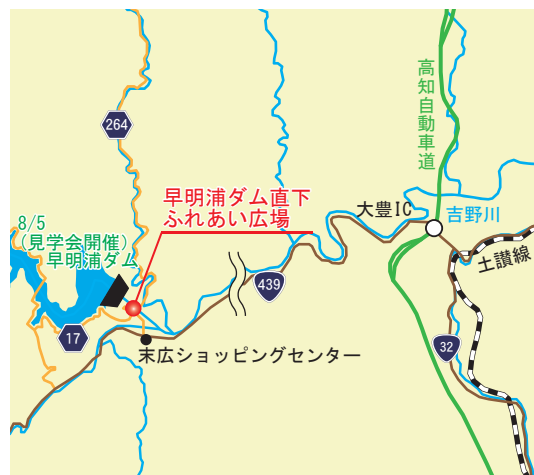 高知自動車道
264
早明浦ダム直下
ふれあい広場
大豊IC
吉野川
8/5
(見学会開催)
早明浦ダム
土讃線
439
17
32
末広ショッピングセンター